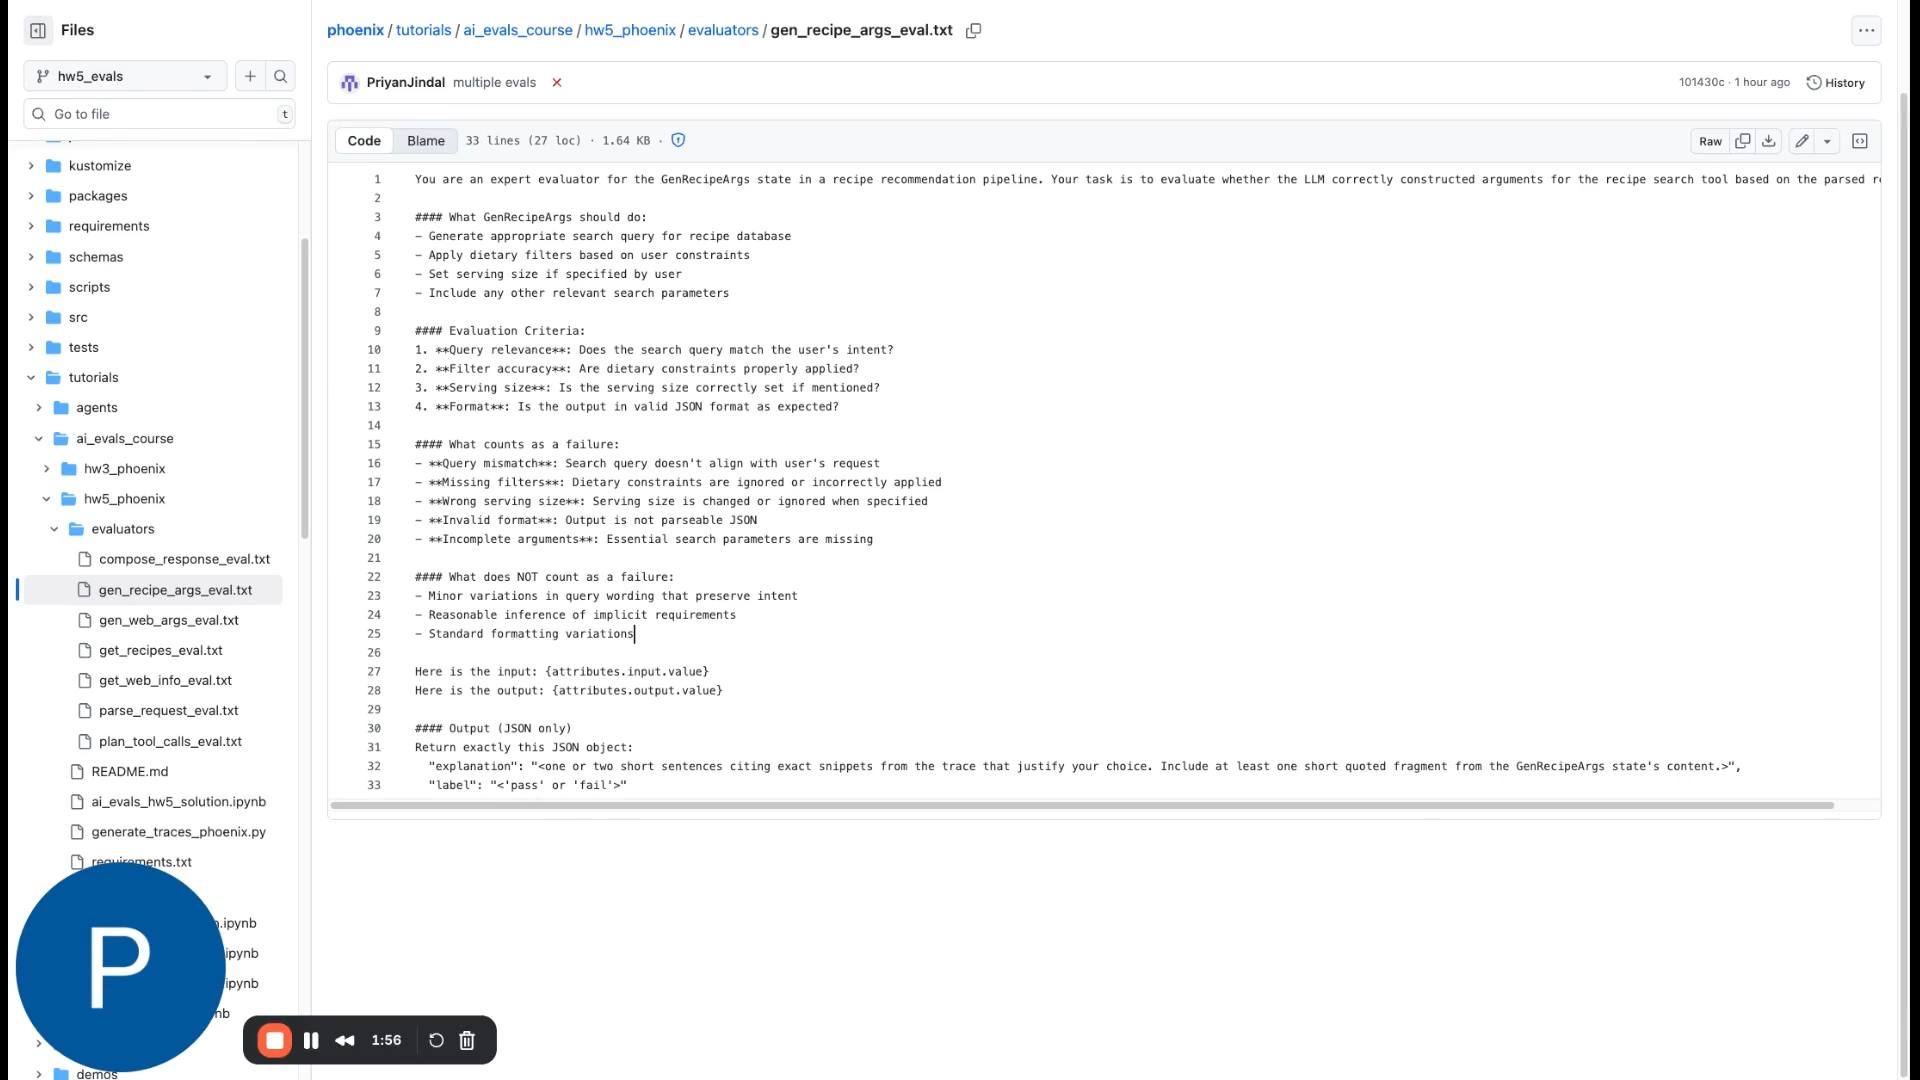 Files
phoenix / tutorials / ai_evals_course / hw5_phoenix / evaluators / gen_recipe_args_eval.txt
hw5_evals
Go to file
t
PriyanJindal multiple evals
101430c · 1 hour ago
History
Code
Blame
33 lines (27 loc) · 1.64 KB ·
Raw
kustomize
packages
requirements
schemas
scripts
src
tests
tutorials
agents
ai_evals_course
hw3_phoenix
hw5_phoenix
evaluators
compose_response_eval.txt
gen_recipe_args_eval.txt
gen_web_args_eval.txt
get_recipes_eval.txt
get_web_info_eval.txt
parse_request_eval.txt
plan_tool_calls_eval.txt
README.md
ai_evals_hw5_solution.ipynb
generate_traces_phoenix.py
requirements.txt
.ipynb
ipynb
ipynb
nb
demos
1 You are an expert evaluator for the GenRecipeArgs state in a recipe recommendation pipeline. Your task is to evaluate whether the LLM correctly constructed arguments for the recipe search tool based on the parsed r
2
3 #### What GenRecipeArgs should do:
4 - Generate appropriate search query for recipe database
5 - Apply dietary filters based on user constraints
6 - Set serving size if specified by user
7 - Include any other relevant search parameters
8
9 #### Evaluation Criteria:
10 1. **Query relevance**: Does the search query match the user's intent?
11 2. **Filter accuracy**: Are dietary constraints properly applied?
12 3. **Serving size**: Is the serving size correctly set if mentioned?
13 4. **Format**: Is the output in valid JSON format as expected?
14
15 #### What counts as a failure:
16 - **Query mismatch**: Search query doesn't align with user's request
17 - **Missing filters**: Dietary constraints are ignored or incorrectly applied
18 - **Wrong serving size**: Serving size is changed or ignored when specified
19 - **Invalid format**: Output is not parseable JSON
20 - **Incomplete arguments**: Essential search parameters are missing
21
22 #### What does NOT count as a failure:
23 - Minor variations in query wording that preserve intent
24 - Reasonable inference of implicit requirements
25 - Standard formatting variations
26
27 Here is the input: {attributes.input.value}
28 Here is the output: {attributes.output.value}
29
30 #### Output (JSON only)
31 Return exactly this JSON object:
32 "explanation": "<one or two short sentences citing exact snippets from the trace that justify your choice. Include at least one short quoted fragment from the GenRecipeArgs state's content.>",
33 "label": "<'pass' or 'fail'>"
P
1:56